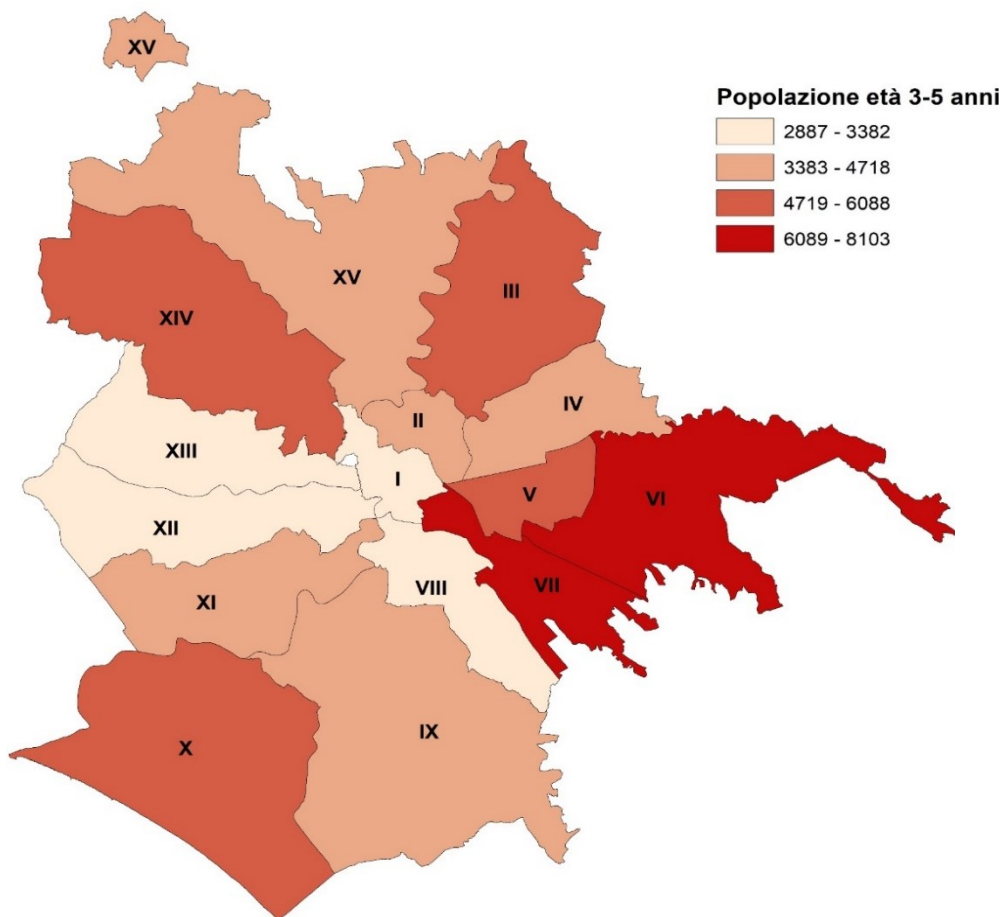 XV
Popolazione età 3-5 anni
2887 - 3382
3383 - 4718
4719 - 6088
6089 - 8103
XV
III
XIV
IV
II
XIII
I
V
VI
XII
VIII
VII
XI
IX
X